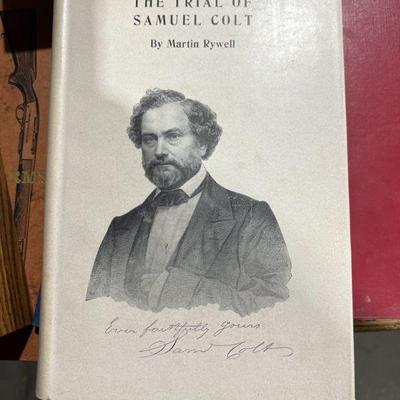 THE TRIAL OF
SAMUEL COLT
By Martin Rywell
Ever faithfully yours
Saml Colt